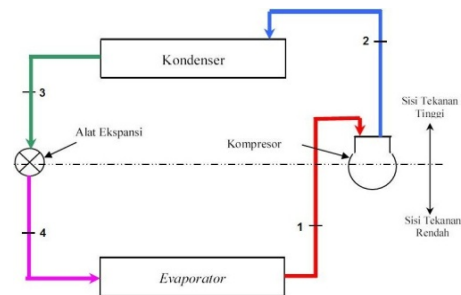 2
Kondenser
Sisi Tekanan
Tinggi
3
Alat Ekspansi
Kompresor
Sisi Tekanan
Rendah
1
4
Evaporator